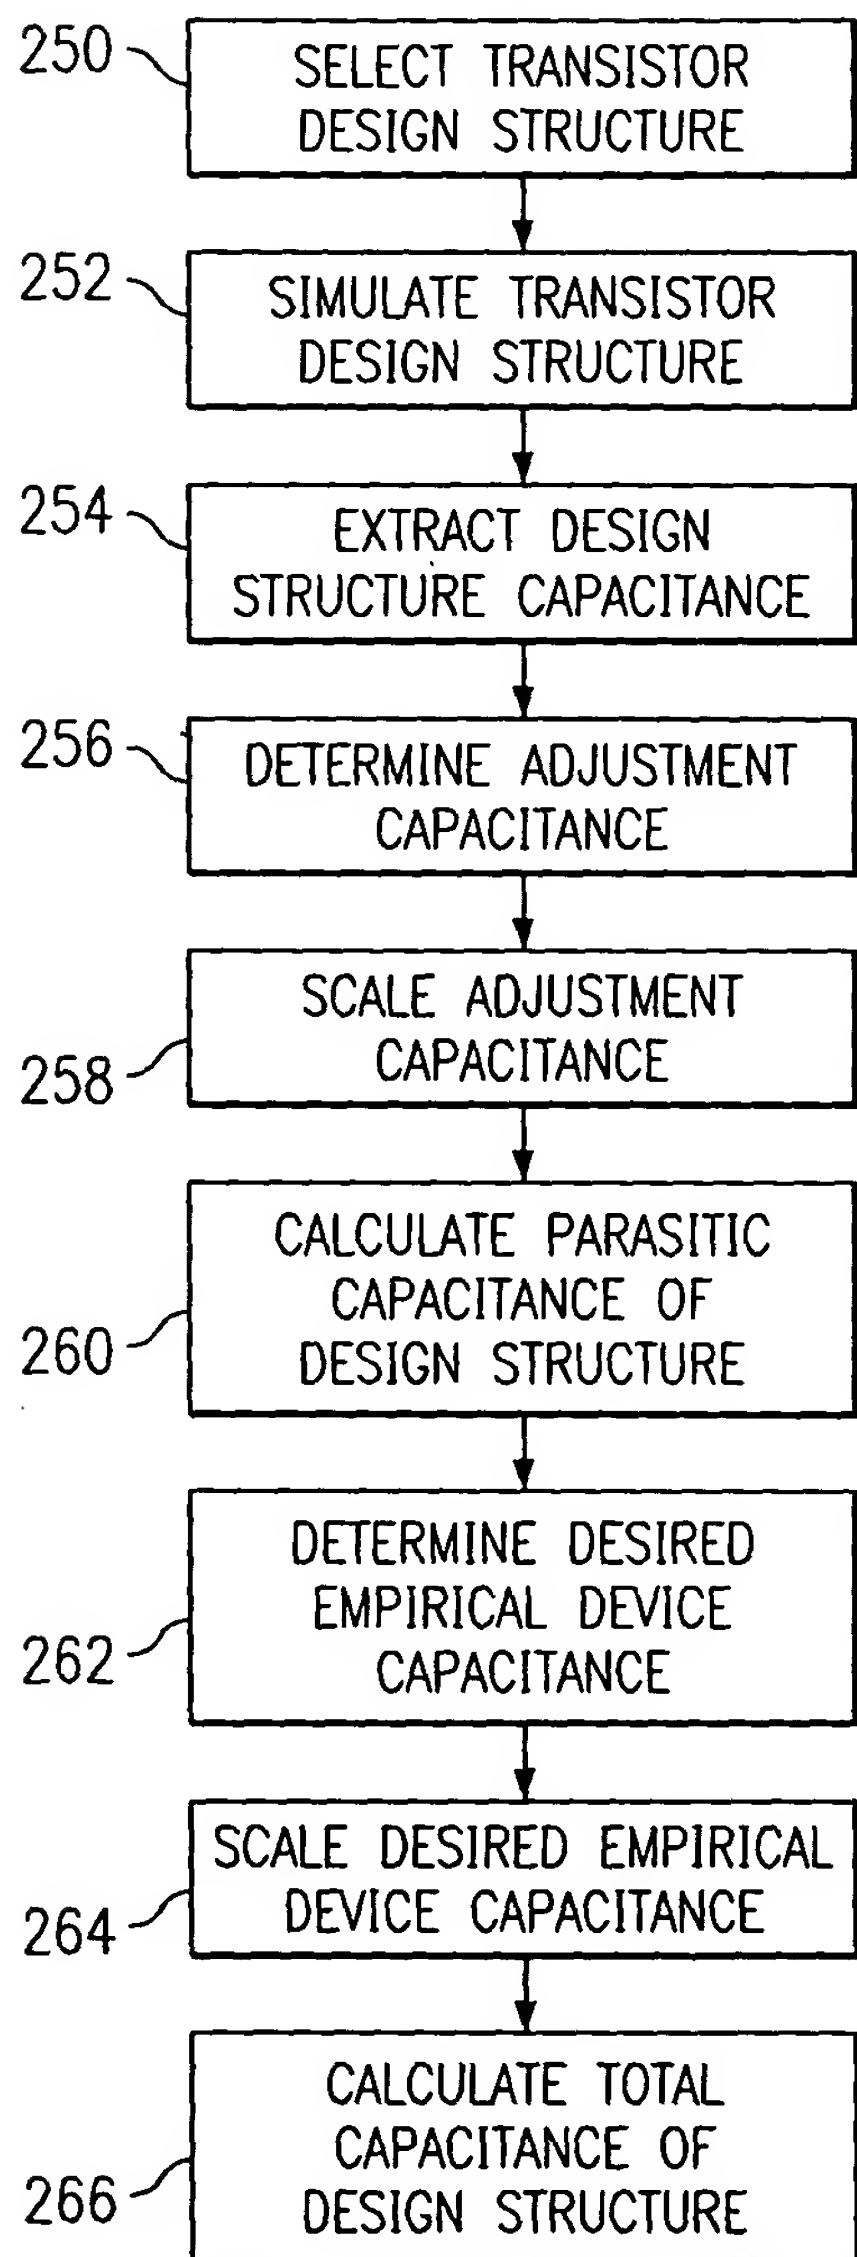 250
SELECT TRANSISTOR
DESIGN STRUCTURE
252
SIMULATE TRANSISTOR
DESIGN STRUCTURE
254
EXTRACT DESIGN
STRUCTURE CAPACITANCE
256
DETERMINE ADJUSTMENT
CAPACITANCE
258
SCALE ADJUSTMENT
CAPACITANCE
260
CALCULATE PARASITIC
CAPACITANCE OF
DESIGN STRUCTURE
262
DETERMINE DESIRED
EMPIRICAL DEVICE
CAPACITANCE
264
SCALE DESIRED EMPIRICAL
DEVICE CAPACITANCE
266
CALCULATE TOTAL
CAPACITANCE OF
DESIGN STRUCTURE